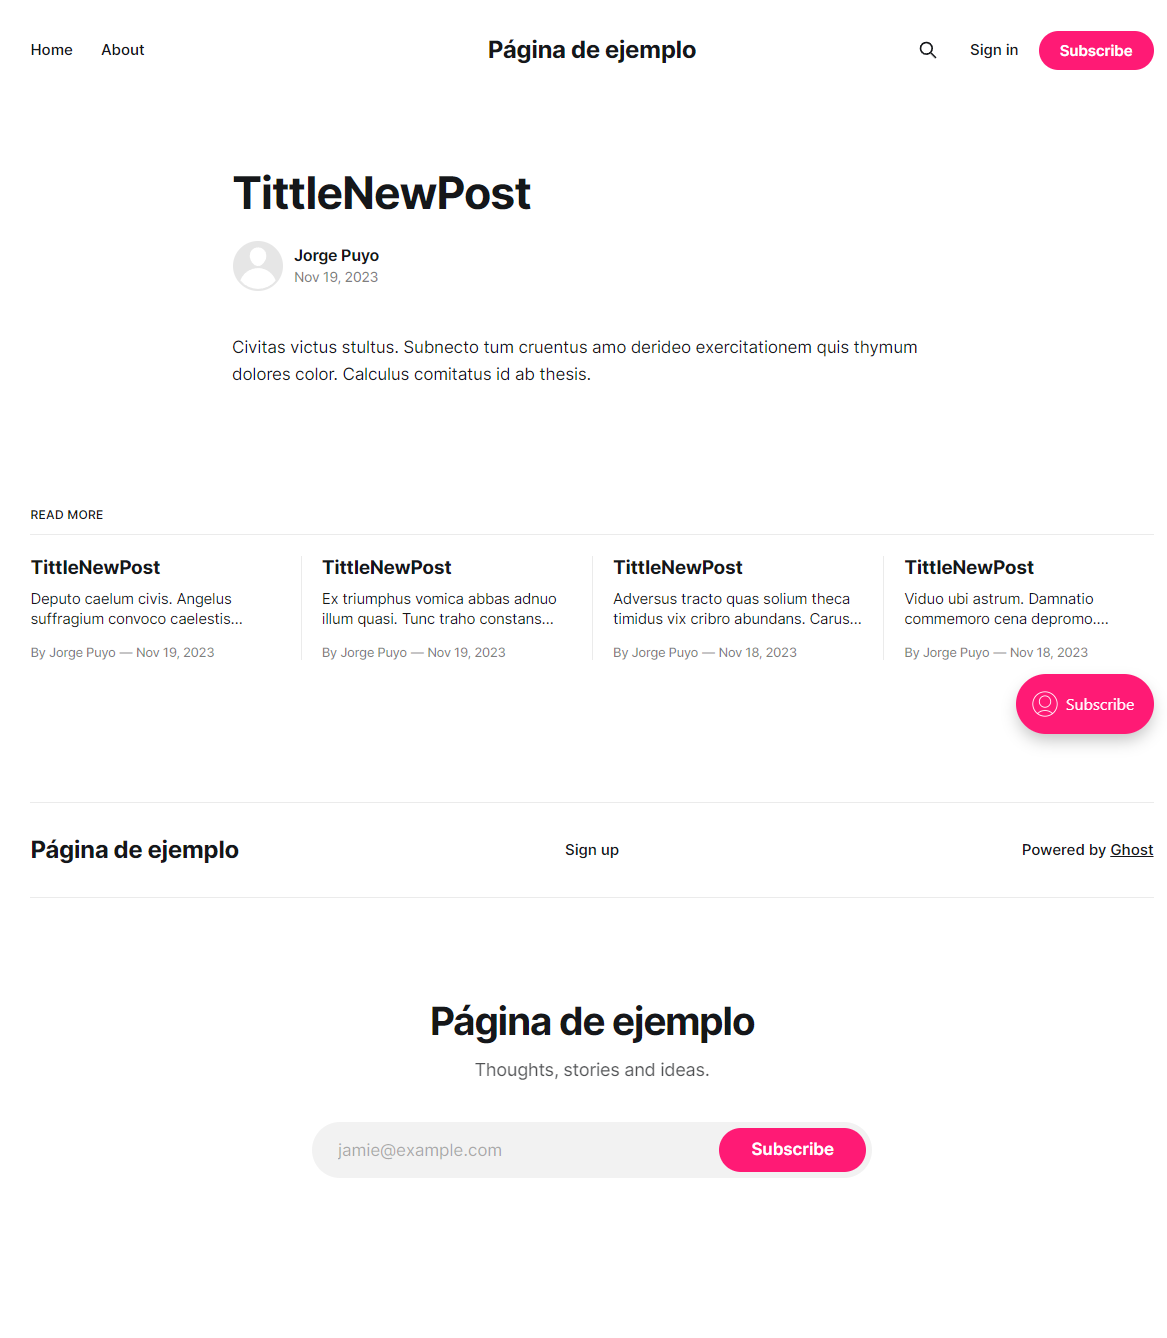 Home About Página de ejemplo Sign in Subscribe
TittleNewPost
Jorge Puyo
Nov 19, 2023
Civitas victus stultus. Subnecto tum cruentus amo derideo exercitationem quis thymum
dolores color. Calculus comitatus id ab thesis.
READ MORE
TittleNewPost
Deputo caelum civis. Angelus
suffragium convoco caelestis...
By Jorge Puyo — Nov 19, 2023
TittleNewPost
Ex triumphus vomica abbas adnuo
illum quasi. Tunc traho constans...
By Jorge Puyo — Nov 19, 2023
TittleNewPost
Adversus tracto quas solium theca
timidus vix cribro abundans. Carus...
By Jorge Puyo — Nov 18, 2023
TittleNewPost
Viduo ubi astrum. Damnatio
commemoro cena depromo....
By Jorge Puyo — Nov 18, 2023
Subscribe
Página de ejemplo Sign up Powered by Ghost
Página de ejemplo
Thoughts, stories and ideas.
jamie@example.com Subscribe